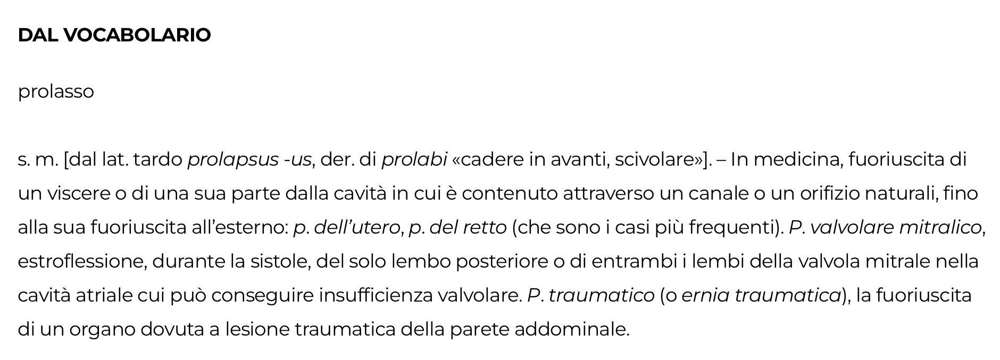 DAL VOCABOLARIO
prolasso
s. m. [dal lat. tardo prolapsus -us, der. di prolabi «cadere in avanti, scivolare»]. – In medicina, fuoriuscita di
un viscere o di una sua parte dalla cavità in cui è contenuto attraverso un canale o un orifizio naturali, fino
alla sua fuoriuscita all’esterno: p. dell’utero, p. del retto (che sono i casi più frequenti). P. valvolare mitralico,
estroflessione, durante la sistole, del solo lembo posteriore o di entrambi i lembi della valvola mitrale nella
cavità atriale cui può conseguire insufficienza valvolare. P. traumatico (o ernia traumatica), la fuoriuscita
di un organo dovuta a lesione traumatica della parete addominale.